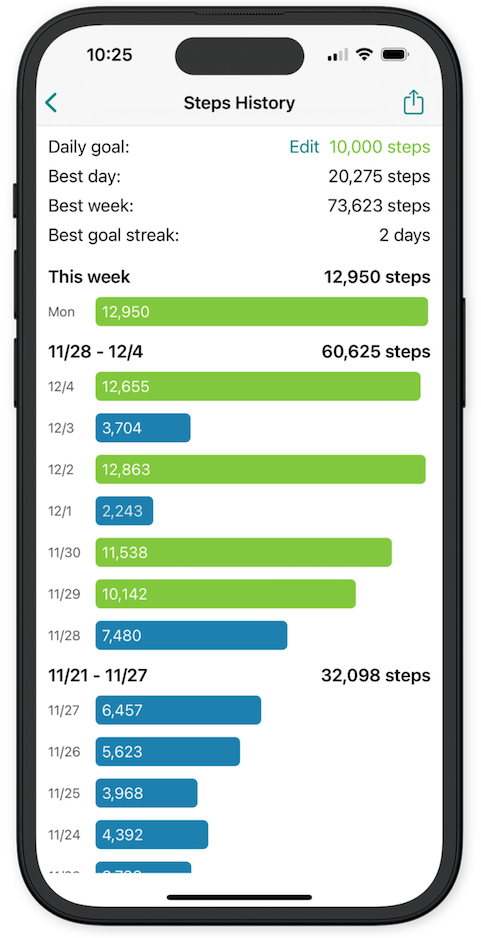 10:25
Steps History
Daily goal: Edit 10,000 steps
Best day: 20,275 steps
Best week: 73,623 steps
Best goal streak: 2 days
This week 12,950 steps
Mon 12,950
11/28 - 12/4 60,625 steps
12/4 12,655
12/3 3,704
12/2 12,863
12/1 2,243
11/30 11,538
11/29 10,142
11/28 7,480
11/21 - 11/27 32,098 steps
11/27 6,457
11/26 5,623
11/25 3,968
11/24 4,392